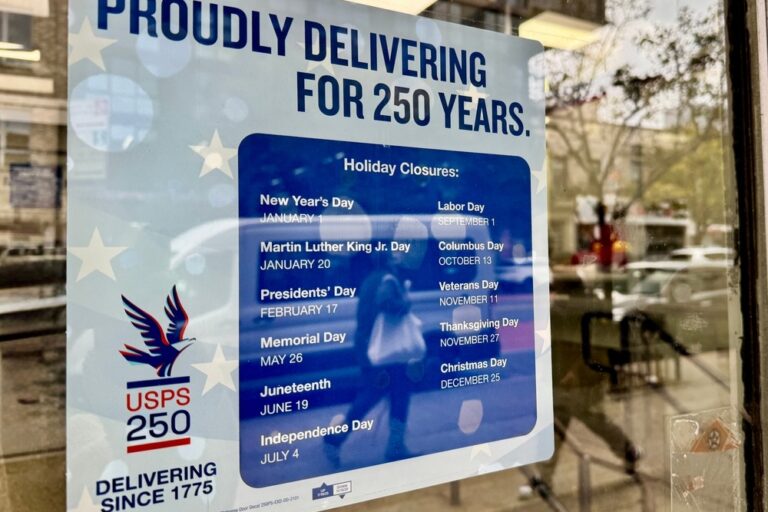 PROUDLY DELIVERING
FOR 250 YEARS.
Holiday Closures:
New Year's Day
JANUARY 1
Martin Luther King Jr. Day
JANUARY 20
Presidents' Day
FEBRUARY 17
Memorial Day
MAY 26
Juneteenth
JUNE 19
Independence Day
JULY 4
Labor Day
SEPTEMBER 1
Columbus Day
OCTOBER 13
Veterans Day
NOVEMBER 11
Thanksgiving Day
NOVEMBER 27
Christmas Day
DECEMBER 25
USPS
250
DELIVERING
SINCE 1775